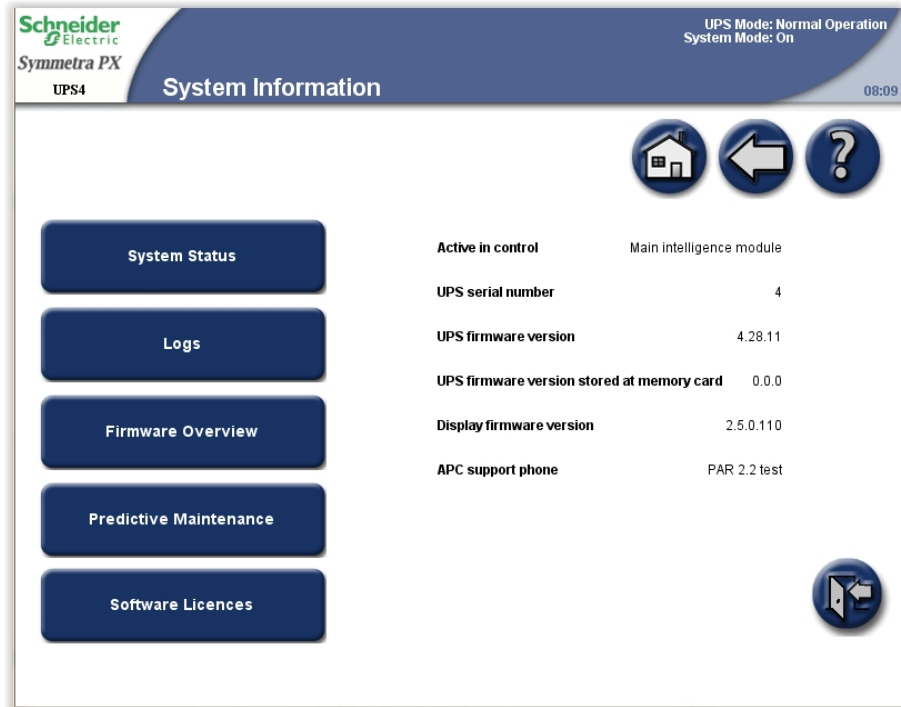 Schneider
Electric
Symmetra PX
UPS4
System Information
UPS Mode: Normal Operation
System Mode: On
08:09
?
System Status
Logs
Firmware Overview
Predictive Maintenance
Software Licences
Active in control Main intelligence module
UPS serial number 4
UPS firmware version 4.28.11
UPS firmware version stored at memory card 0.0.0
Display firmware version 2.5.0.110
APC support phone PAR 2.2 test